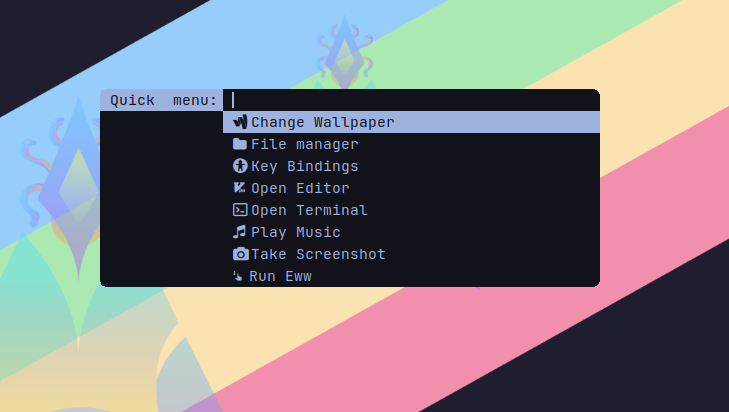 Quick  menu:
Change Wallpaper
File manager
Key Bindings
Open Editor
Open Terminal
Play Music
Take Screenshot
Run Eww